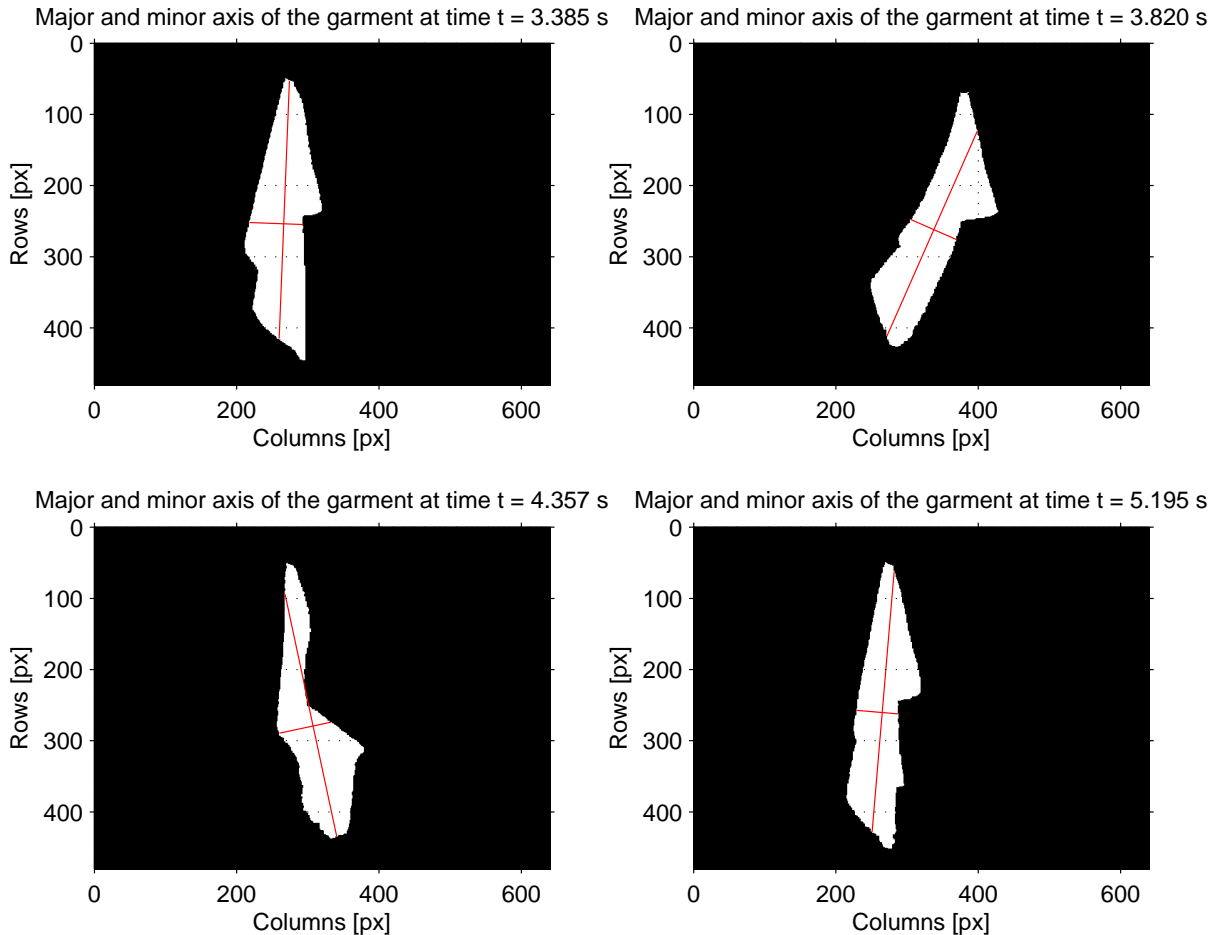 Major and minor axis of the garment at time t = 3.385 s
0
100
200
300
400
Rows [px]
0 200 400 600
Columns [px]
Major and minor axis of the garment at time t = 3.820 s
0
100
200
300
400
Rows [px]
0 200 400 600
Columns [px]
Major and minor axis of the garment at time t = 4.357 s
0
100
200
300
400
Rows [px]
0 200 400 600
Columns [px]
Major and minor axis of the garment at time t = 5.195 s
0
100
200
300
400
Rows [px]
0 200 400 600
Columns [px]